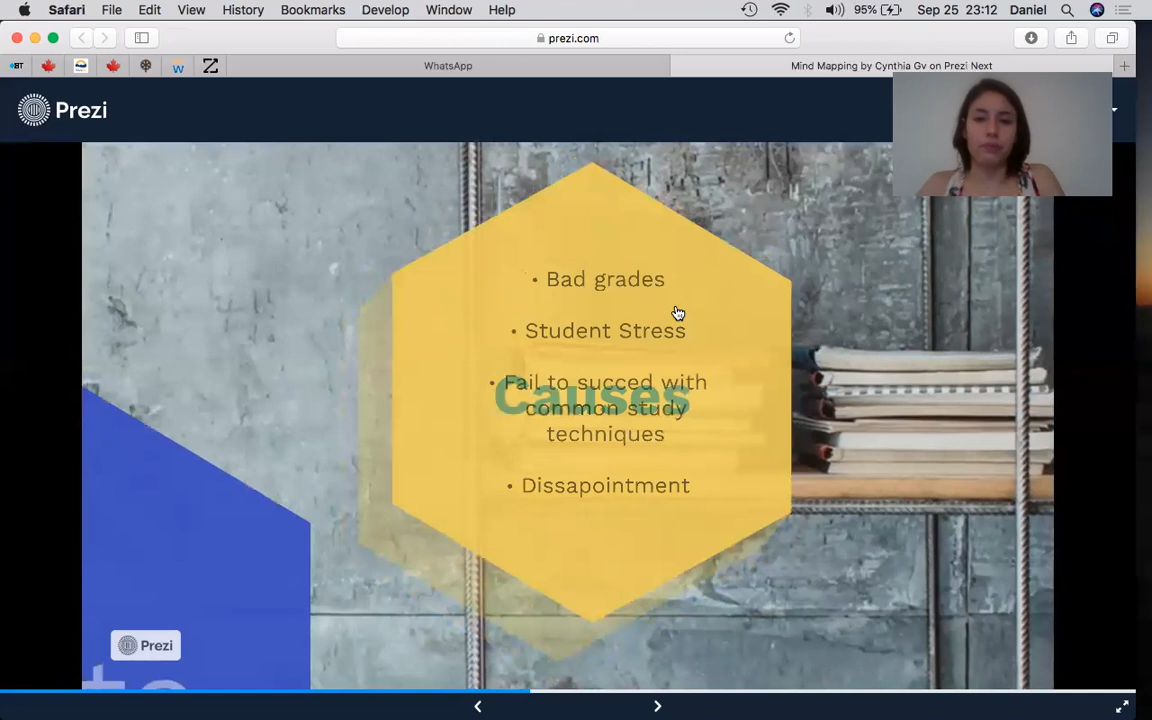 Safari File Edit View History Bookmarks Develop Window Help 95% Sep 25 23:12 Daniel
prezi.com
BT w Z WhatsApp Mind Mapping by Cynthia Gv on Prezi Next
Prezi
• Bad grades
• Student Stress
• Fail to succed with
Causes
common study
techniques
• Dissapointment
Prezi